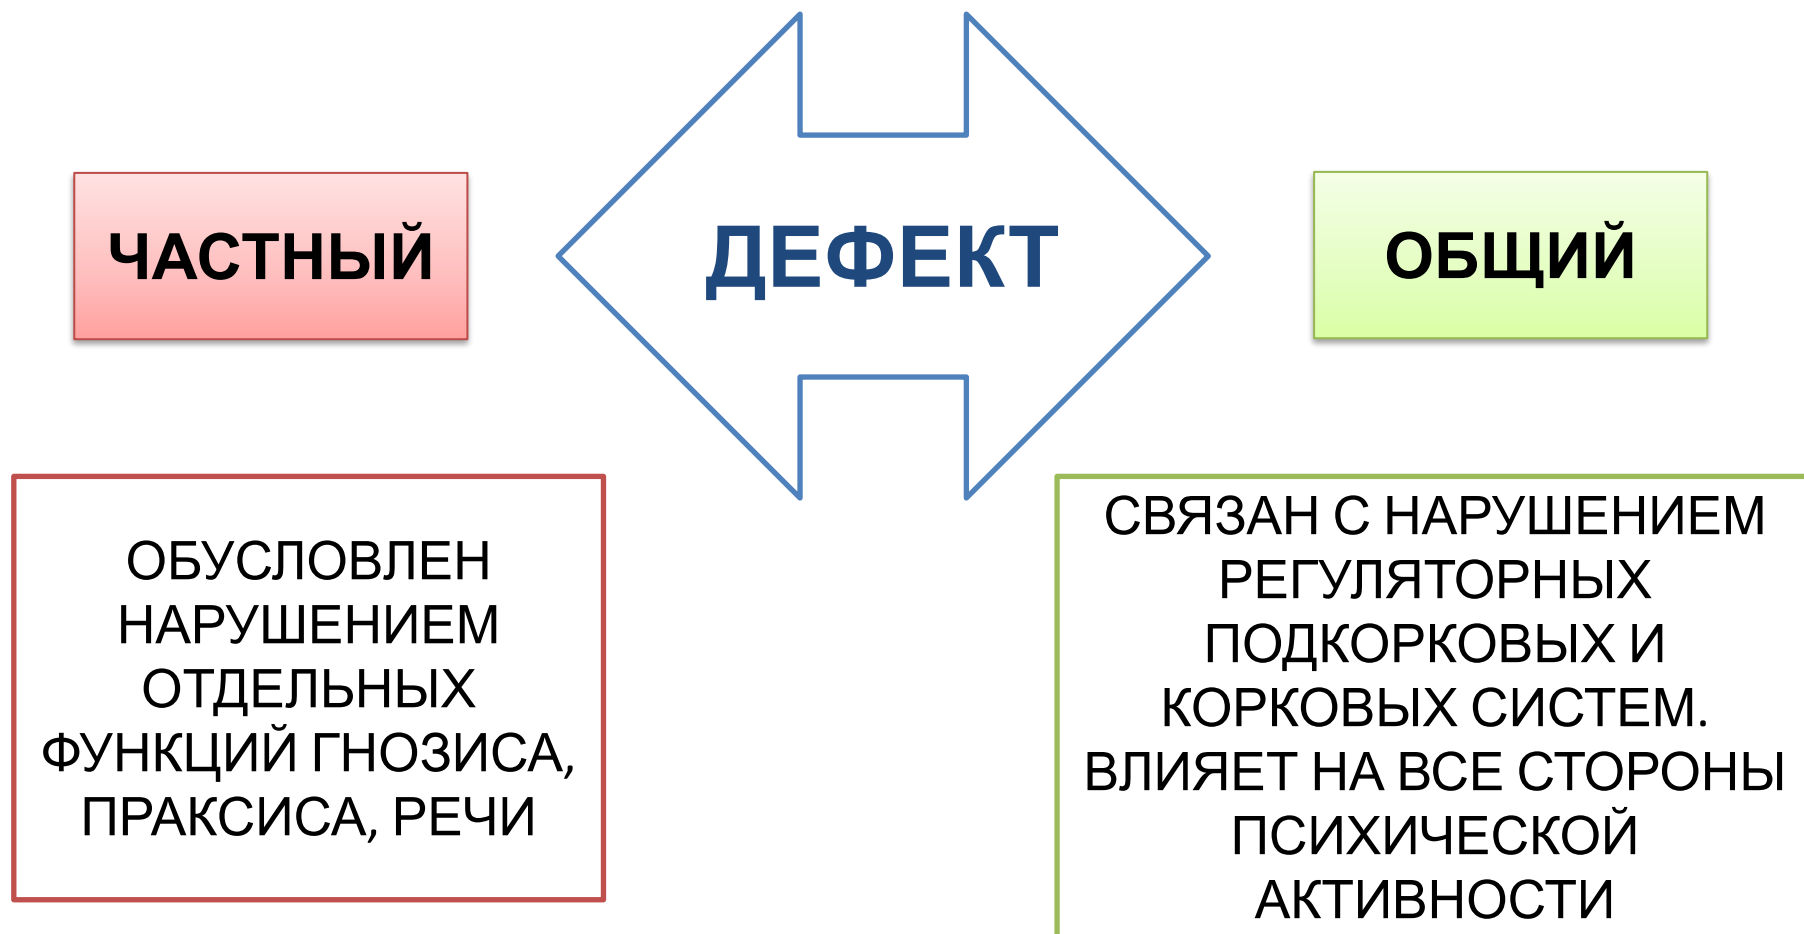 ЧАСТНЫЙ
ДЕФЕКТ
ОБЩИЙ
ОБУСЛОВЛЕН
НАРУШЕНИЕМ
ОТДЕЛЬНЫХ
ФУНКЦИЙ ГНОЗИСА,
ПРАКСИСА, РЕЧИ
СВЯЗАН С НАРУШЕНИЕМ
РЕГУЛЯТОРНЫХ
ПОДКОРКОВЫХ И
КОРКОВЫХ СИСТЕМ.
ВЛИЯЕТ НА ВСЕ СТОРОНЫ
ПСИХИЧЕСКОЙ
АКТИВНОСТИ